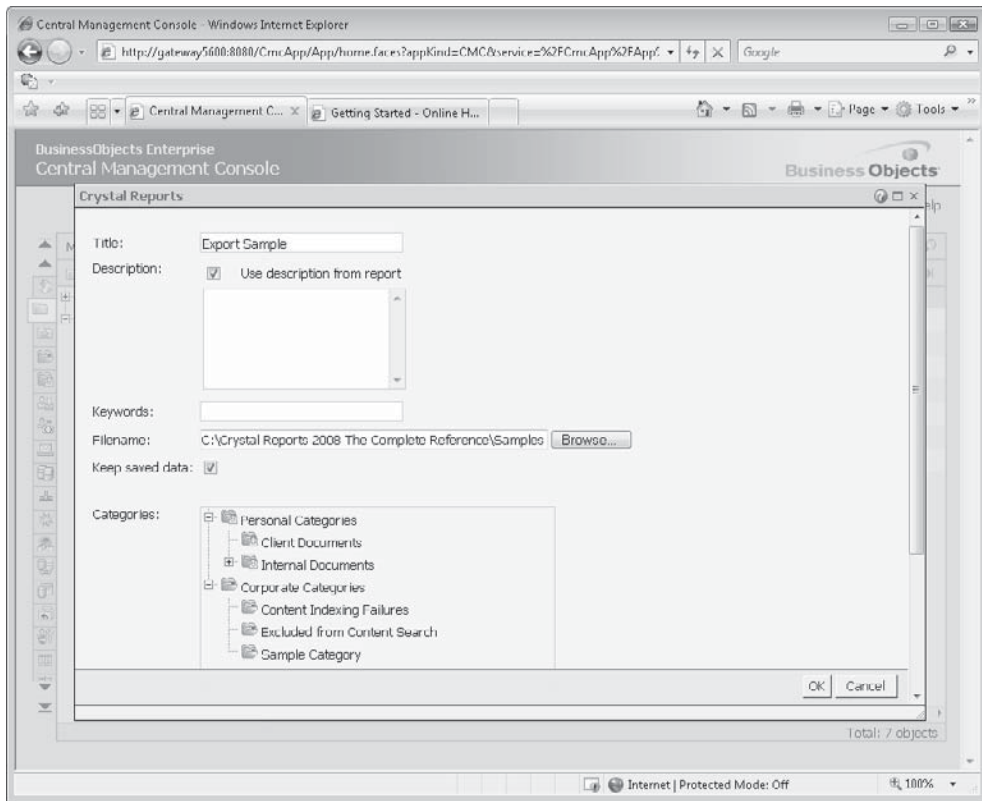 Central Management Console - Windows Internet Explorer
http://gateway5600:8080/CmcApp/App/home.faces?appKind=CMC&service=%2FCmcApp%2FApp
Google
Central Management C...
Getting Started - Online H...
Page
Tools
BusinessObjects Enterprise
Central Management Console
Business Objects
Crystal Reports
elp
Title:
Export Sample
Description:
Use description from report
Keywords:
Filename:
C:\Crystal Reports 2008 The Complete Reference\Samples
Browse...
Keep saved data:
Categories:
Personal Categories
Client Documents
Internal Documents
Corporate Categories
Content Indexing Failures
Excluded from Content Search
Sample Category
OK
Cancel
Total: 7 objects
Internet | Protected Mode: Off
100%